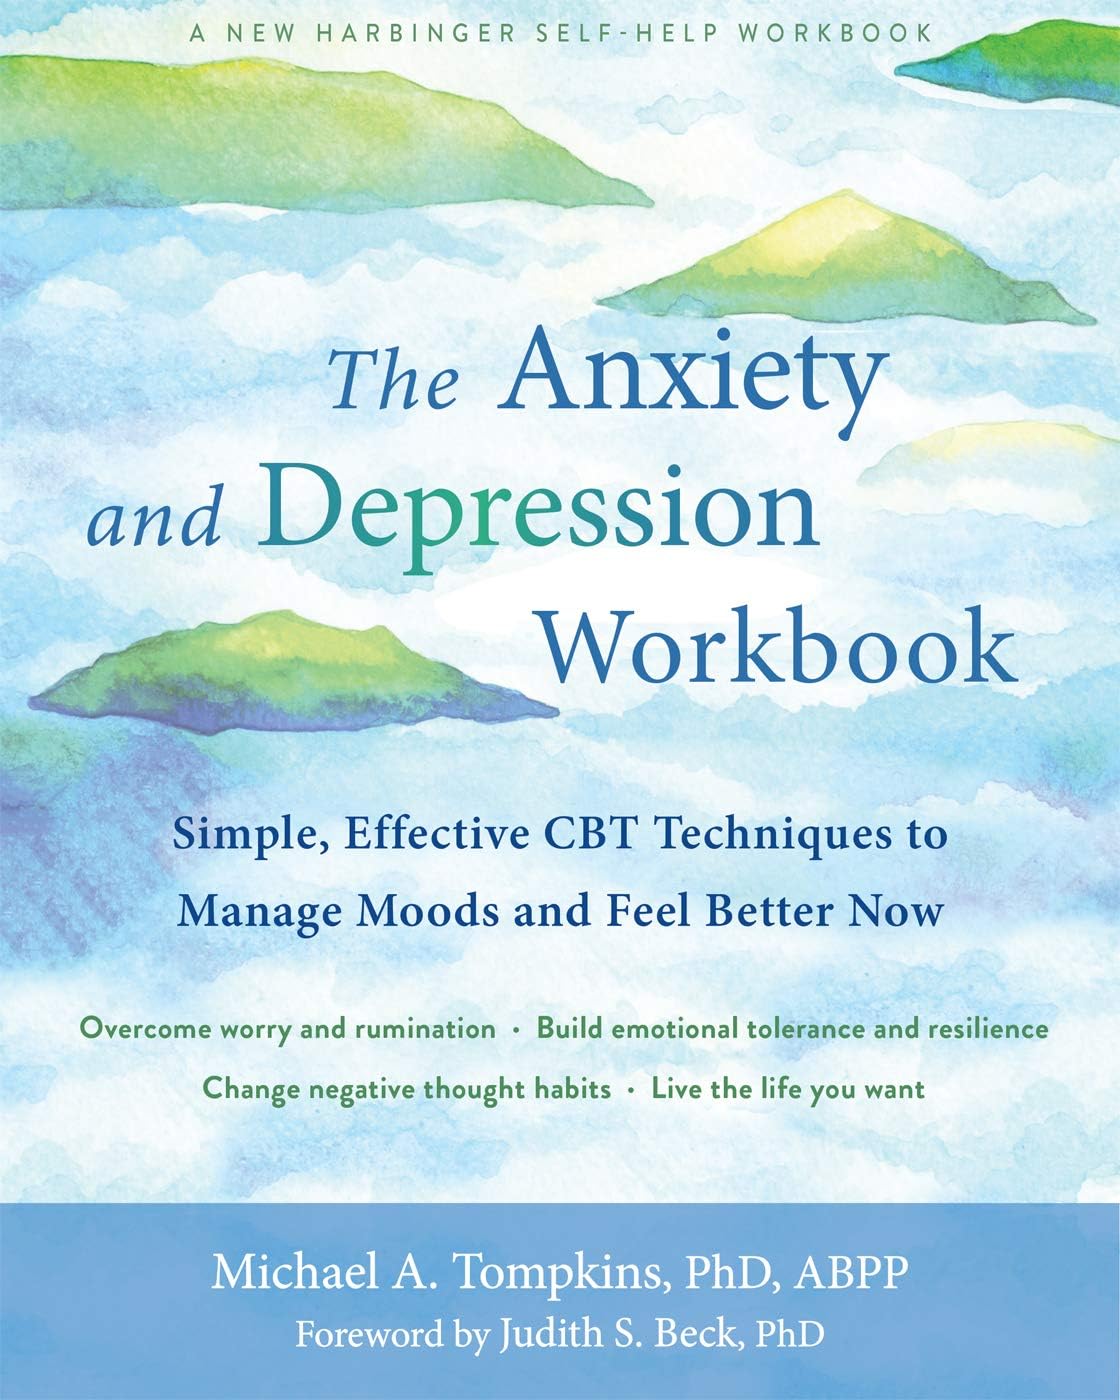 A NEW HARBINGER SELF-HELP WORKBOOK
The Anxiety
and Depression
Workbook
Simple, Effective CBT Techniques to
Manage Moods and Feel Better Now
Overcome worry and rumination • Build emotional tolerance and resilience
Change negative thought habits • Live the life you want
Michael A. Tompkins, PhD, ABPP
Foreword by Judith S. Beck, PhD